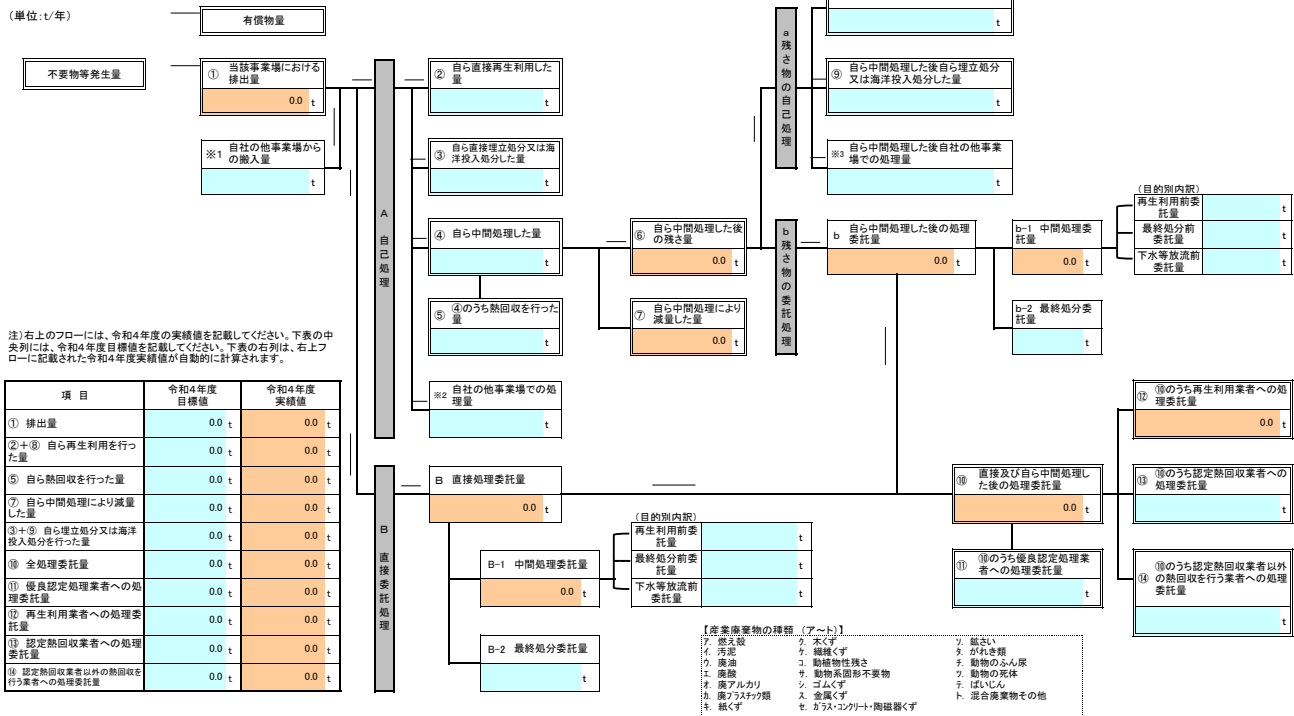 (単位:t/年)
有償物量
不要物等発生量
① 当該事業場における
排出量
0.0 t
※1 自社の他事業場から
の搬入量
t
A 自己処理
② 自ら直接再生利用した
量
t
③ 自ら直接埋立処分又は海
洋投入処分した量
t
④ 自ら中間処理した量
t
⑤ ④のうち熱回収を行った
量
t
※2 自社の他事業場での処
理量
t
⑥ 自ら中間処理した後
の残さ量
0.0 t
⑦ 自ら中間処理により
減量した量
0.0 t
a 残さ物の自己処理
t
⑨ 自ら中間処理した後自ら埋立処分
又は海洋投入処分した量
t
※3 自ら中間処理した後自社の他事業
場での処理量
t
b 残さ物の委託処理
b 自ら中間処理した後の処理
委託量
0.0 t
b-1 中間処理委
託量
0.0 t
(目的別内訳)
再生利用前委
託量
t
最終処分前
委託量
t
下水等放流前
委託量
t
b-2 最終処分委
託量
t
注)右上のフローには、令和4年度の実績値を記載してください。下表の中
央列には、令和4年度目標値を記載してください。下表の右列は、右上フ
ローに記載された令和4年度実績値が自動的に計算されます。
項 目 令和4年度
目標値 令和4年度
実績値
① 排出量 0.0 t 0.0 t
②+⑧ 自ら再生利用を行っ
た量 0.0 t 0.0 t
⑤ 自ら熱回収を行った量 0.0 t 0.0 t
⑦ 自ら中間処理により減量
した量 0.0 t 0.0 t
③+⑨ 自ら埋立処分又は海洋
投入処分を行った量 0.0 t 0.0 t
⑩ 全処理委託量 0.0 t 0.0 t
⑪ 優良認定処理業者への処
理委託量 0.0 t 0.0 t
⑫ 再生利用業者への処理委
託量 0.0 t 0.0 t
⑬ 認定熱回収業者への処理
委託量 0.0 t 0.0 t
⑭ 認定熱回収業者以外の熱回収を
行う業者への処理委託量 0.0 t 0.0 t
B 直接委託処理
B 直接処理委託量
0.0 t
B-1 中間処理委託量
0.0 t
(目的別内訳)
再生利用前委
託量
t
最終処分前委
託量
t
下水等放流前
委託量
t
B-2 最終処分委託量
t
⑩ 直接及び自ら中間処理し
た後の処理委託量
0.0 t
⑪ ⑩のうち優良認定処理業
者への処理委託量
t
⑫ ⑩のうち再生利用業者への処
理委託量
0.0 t
⑬ ⑩のうち認定熱回収業者への
処理委託量
t
⑭ ⑩のうち認定熱回収業者以外
の熱回収を行う業者への処理
委託量
t
【産業廃棄物の種類 (ア~ト)】
ア. 燃え殻 ク. 木くず ソ. 鉱さい
イ. 汚泥 ケ. 繊維くず タ. がれき類
ウ. 廃油 コ. 動植物性残さ チ. 動物のふん尿
エ. 廃酸 サ. 動物系固形不要物 ツ. 動物の死体
オ. 廃アルカリ シ. ゴムくず テ. ばいじん
カ. 廃プラスチック類 ス. 金属くず ト. 混合廃棄物その他
キ. 紙くず セ. ガラス・コンクリート・陶磁器くず